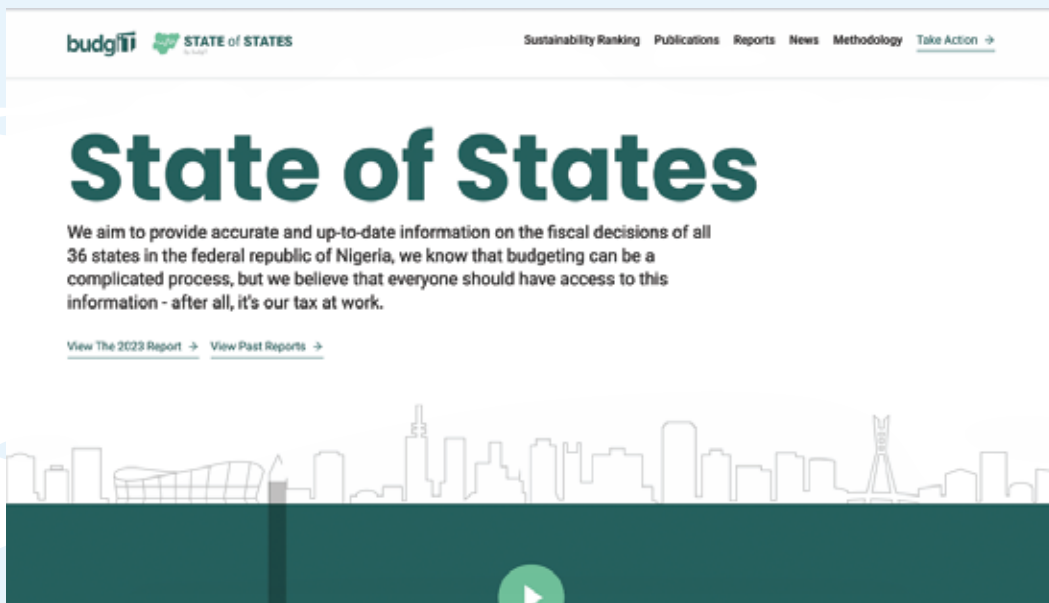 budgIT STATE of STATES
Sustainability Ranking Publications Reports News Methodology Take Action →
State of States
We aim to provide accurate and up-to-date information on the fiscal decisions of all
36 states in the federal republic of Nigeria, we know that budgeting can be a
complicated process, but we believe that everyone should have access to this
information - after all, it's our tax at work.
View The 2023 Report → View Past Reports →